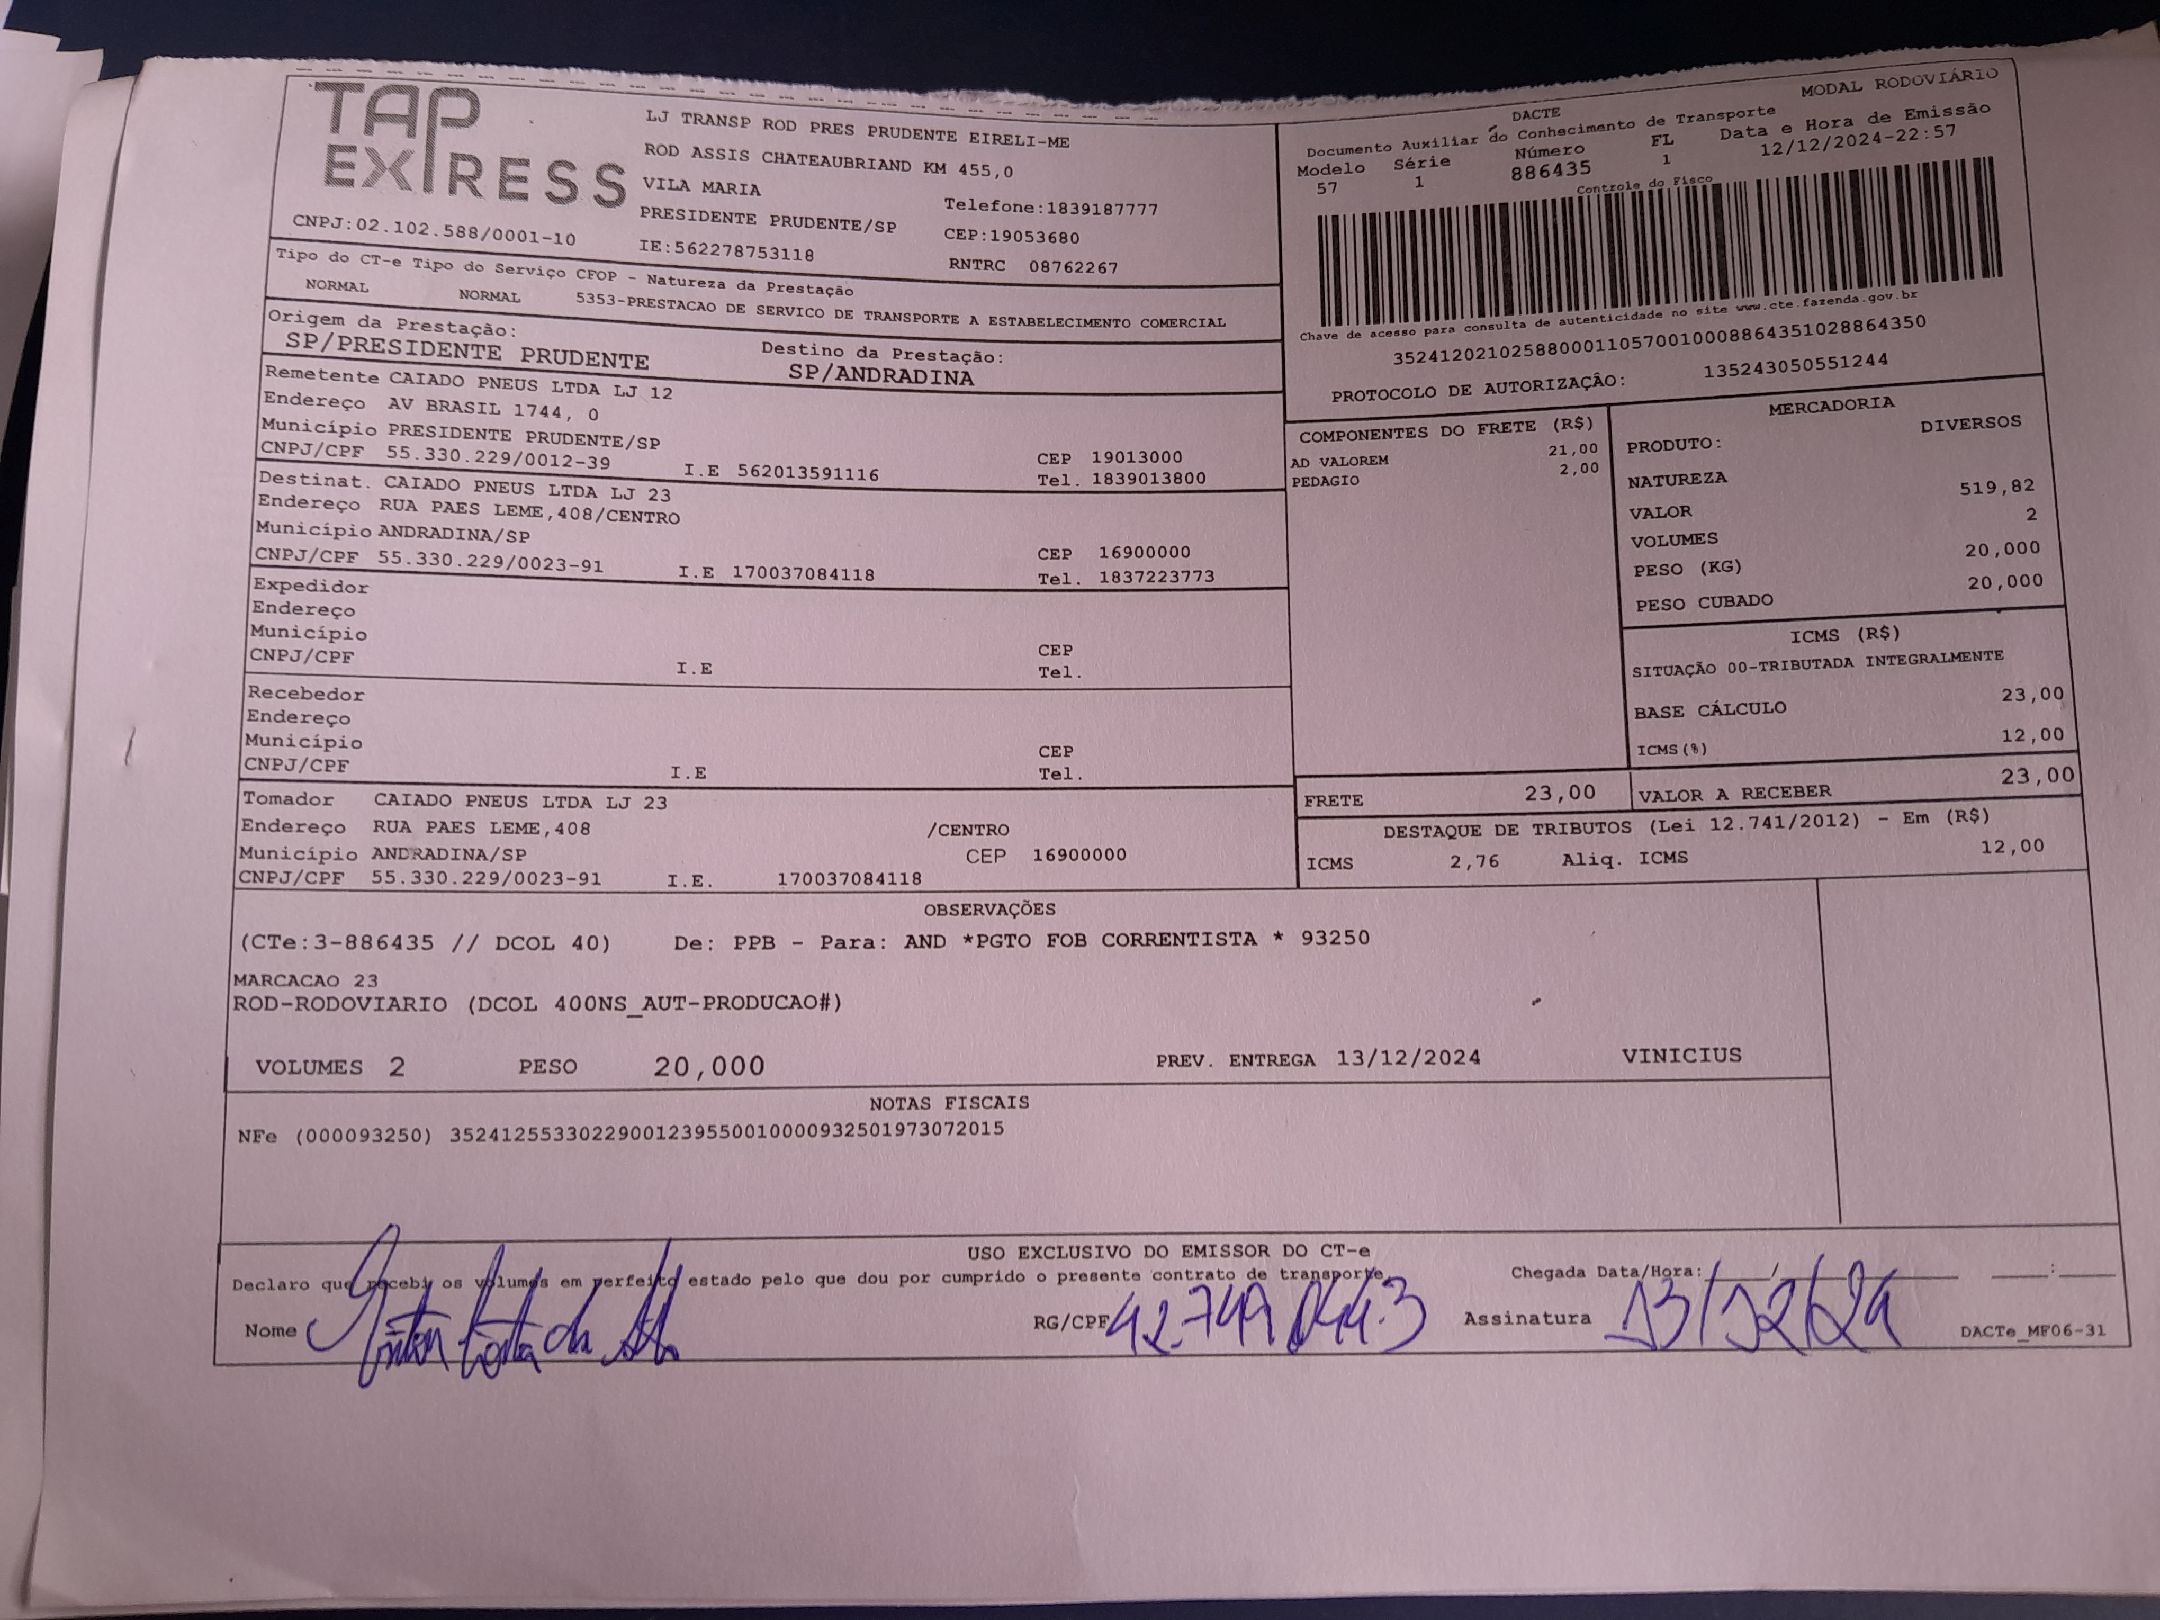 TAP
EXPRESS
LJ TRANSP ROD PRES PRUDENTE EIRELI-ME
ROD ASSIS CHATEAUBRIAND KM 455,0
VILA MARIA
Telefone:1839187777
PRESIDENTE PRUDENTE/SP
CEP:19053680
CNPJ:02.102.588/0001-10
IE:562278753118
RNTRC 08762267
MODAL RODOVIÁRIO
DACTE
Documento Auxiliar do Conhecimento de Transporte
Modelo Série Número FL Data e Hora de Emissão
57 1 886435 1 12/12/2024-22:57
Controle do Fisco
Chave de acesso para consulta de autenticidade no site www.cte.fazenda.gov.br
35241202102588000110570010008864351028864350
PROTOCOLO DE AUTORIZAÇÃO: 135243050551244
Tipo do CT-e Tipo do Serviço CFOP - Natureza da Prestação
NORMAL NORMAL 5353-PRESTACAO DE SERVICO DE TRANSPORTE A ESTABELECIMENTO COMERCIAL
Origem da Prestação:
SP/PRESIDENTE PRUDENTE
Destino da Prestação:
SP/ANDRADINA
Remetente CAIADO PNEUS LTDA LJ 12
Endereço AV BRASIL 1744, 0
Município PRESIDENTE PRUDENTE/SP
CEP 19013000
CNPJ/CPF 55.330.229/0012-39 I.E 562013591116 Tel. 1839013800
Destinat. CAIADO PNEUS LTDA LJ 23
Endereço RUA PAES LEME,408/CENTRO
Município ANDRADINA/SP
CEP 16900000
CNPJ/CPF 55.330.229/0023-91 I.E 170037084118 Tel. 1837223773
Expedidor
Endereço
Município
CEP
CNPJ/CPF I.E Tel.
Recebedor
Endereço
Município
CEP
CNPJ/CPF I.E Tel.
Tomador CAIADO PNEUS LTDA LJ 23
Endereço RUA PAES LEME,408 /CENTRO
Município ANDRADINA/SP CEP 16900000
CNPJ/CPF 55.330.229/0023-91 I.E. 170037084118
COMPONENTES DO FRETE (R$)
AD VALOREM 21,00
PEDAGIO 2,00
MERCADORIA
PRODUTO: DIVERSOS
NATUREZA
VALOR 519,82
VOLUMES 2
PESO (KG) 20,000
PESO CUBADO 20,000
ICMS (R$)
SITUAÇÃO 00-TRIBUTADA INTEGRALMENTE
BASE CÁLCULO 23,00
ICMS(%) 12,00
FRETE 23,00
VALOR A RECEBER 23,00
DESTAQUE DE TRIBUTOS (Lei 12.741/2012) - Em (R$)
ICMS 2,76 Aliq. ICMS 12,00
OBSERVAÇÕES
(CTe:3-886435 // DCOL 40) De: PPB - Para: AND *PGTO FOB CORRENTISTA * 93250
MARCACAO 23
ROD-RODOVIARIO (DCOL 400NS_AUT-PRODUCAO#)
VOLUMES 2 PESO 20,000 PREV. ENTREGA 13/12/2024 VINICIUS
NOTAS FISCAIS
NFe (000093250) 35241255330229001239550010000932501973072015
USO EXCLUSIVO DO EMISSOR DO CT-e
Declaro que recebi os volumes em perfeito estado pelo que dou por cumprido o presente contrato de transporte.
Chegada Data/Hora:____/____ ____:____
Nome
RG/CPF 42.749.044.3
Assinatura 13/12/24
DACTe_MF06-31